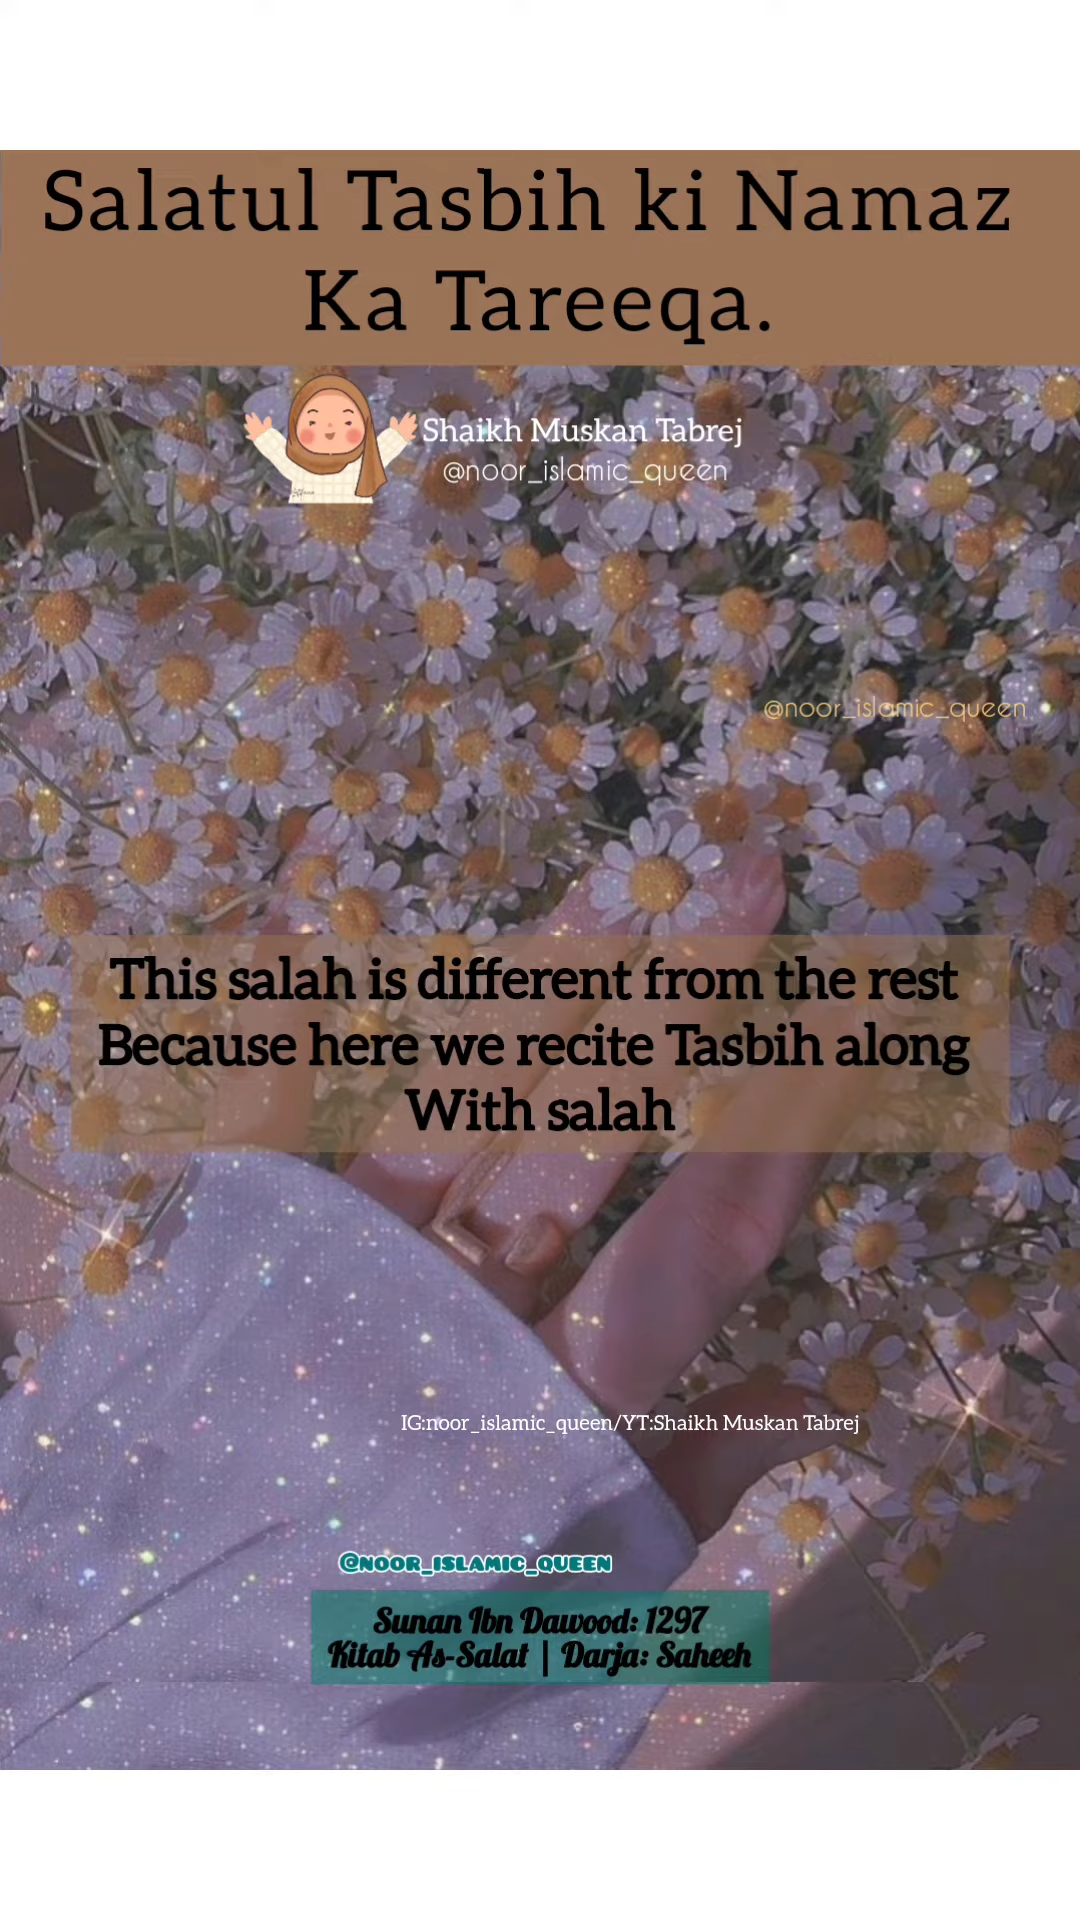 Salatul Tasbih ki Namaz
Ka Tareeqa.
Shaikh Muskan Tabrej
@noor_islamic_queen
@noor_islamic_queen
This salah is different from the rest
Because here we recite Tasbih along
With salah
IG:noor_islamic_queen/YT:Shaikh Muskan Tabrej
@NOOR_ISLAMIC_QUEEN
Sunan Ibn Dawood: 1297
Kitab As-Salat | Darja: Saheeh